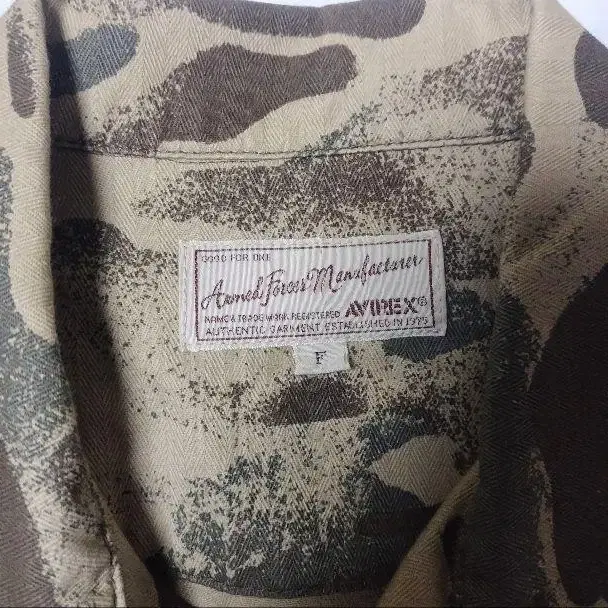 GOOD FOR ONE
Armed Forces Manufacturer
NAME & TRADE MARK REGISTERED AVIREX®
AUTHENTIC GARMENT ESTABLISHED IN 1975
F